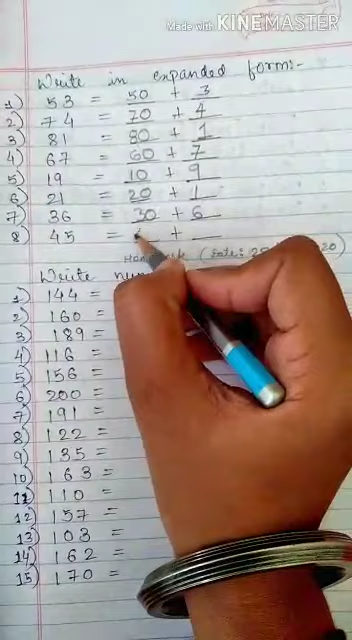 Made with KINEMASTER
Write in expanded form:-
1) 53 = 50 + 3
2) 74 = 70 + 4
3) 81 = 80 + 1
4) 67 = 60 + 7
5) 19 = 10 + 9
6) 21 = 20 + 1
7) 36 = 30 + 6
8) 45 = +
Write
1) 144 =
2) 160 =
3) 189 =
4) 116 =
5) 156 =
6) 200 =
7) 191 =
8) 122 =
9) 135 =
10) 163 =
11) 110 =
12) 157 =
13) 103 =
14) 162 =
15) 170 =